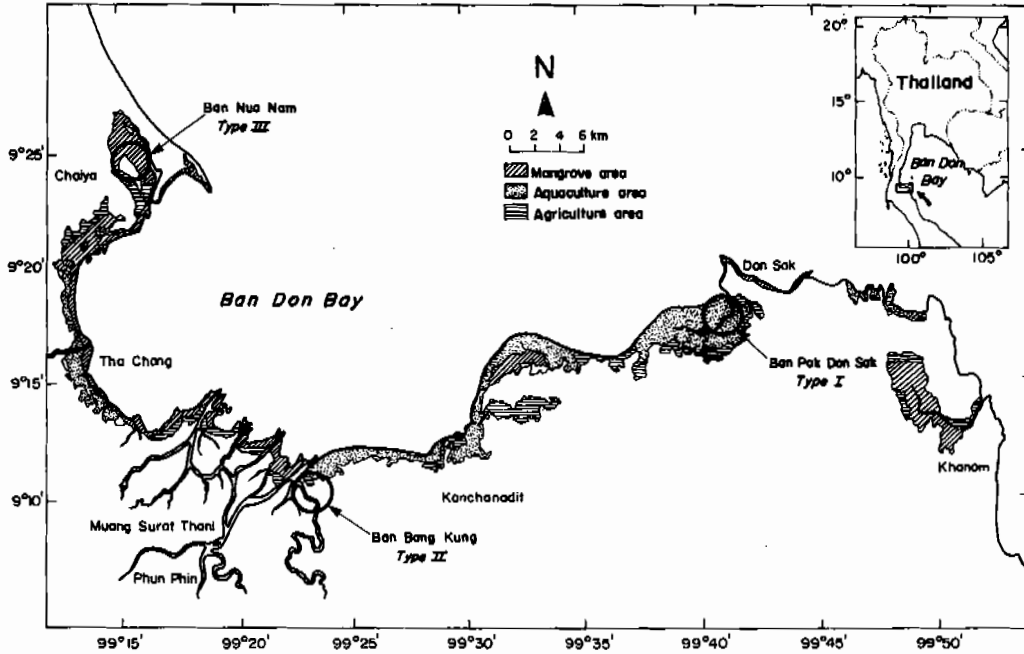 Ban Nua Nam
Type III
Chaiya
N
0 2 4 6 km
Mangrove area
Aquaculture area
Agriculture area
20°
15°
10°
Thailand
Ban Don
Bay
100°
105°
9°25'
9°20'
9°15'
9°10'
Ban Don Bay
Don Sak
Tha Chang
Ban Pak Don Sak
Type I
Khanom
Kanchanadit
Muang Surat Thani
Phun Phin
Ban Bang Kung
Type II
99°15'
99°20'
99°25'
99°30'
99°35'
99°40'
99°45'
99°50'